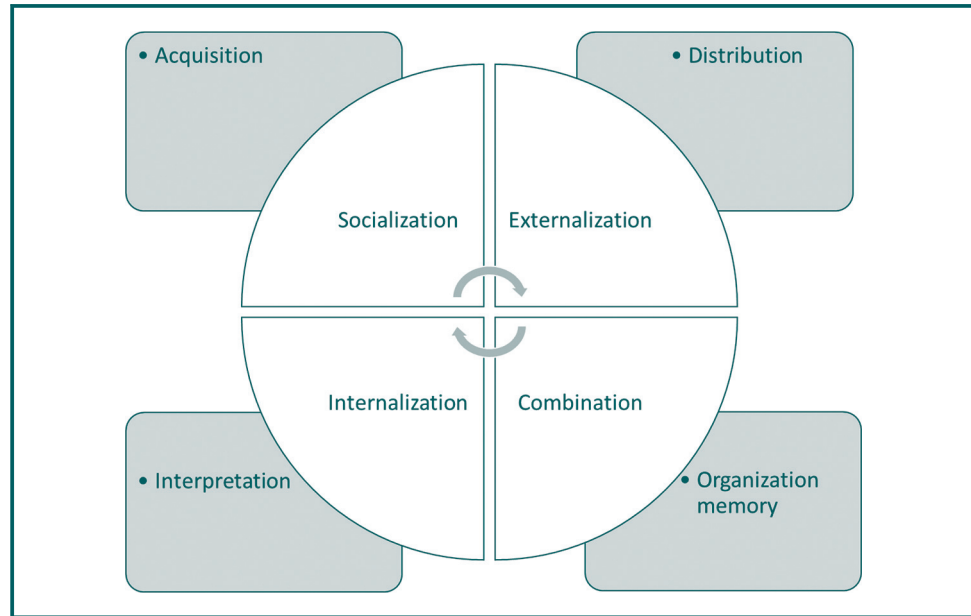 • Acquisition
• Distribution
Socialization
Externalization
Internalization
Combination
• Interpretation
• Organization
memory